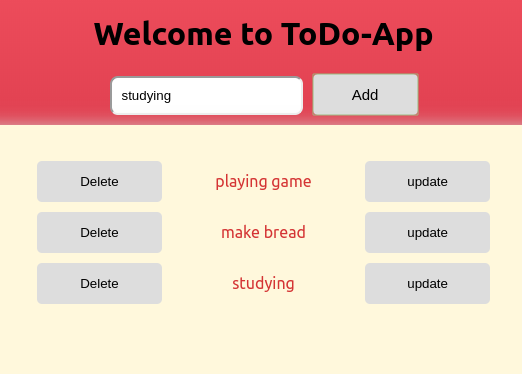 Welcome to ToDo-App
studying Add
Delete playing game update
Delete make bread update
Delete studying update